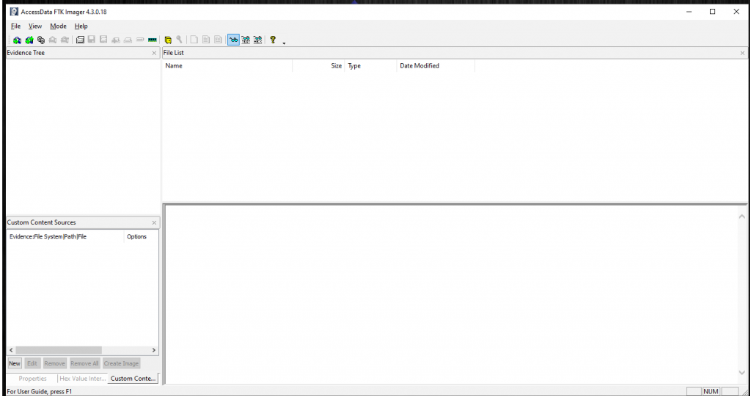 AccessData FTK Imager 4.3.0.18
File View Mode Help
Evidence Tree
File List
Name Size Type Date Modified
Custom Content Sources
Evidence:File System|Path|File Options
New Edit Remove Remove All Create Image
Properties Hex Value Inter... Custom Conte...
For User Guide, press F1
NUM